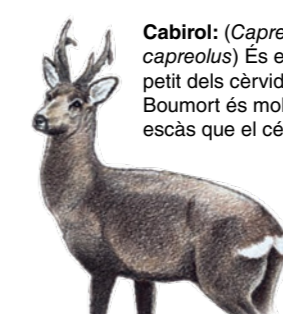 Cabirol: (Capre
capreolus) És e
petit dels cèrvid
Boumort és mol
escàs que el cé